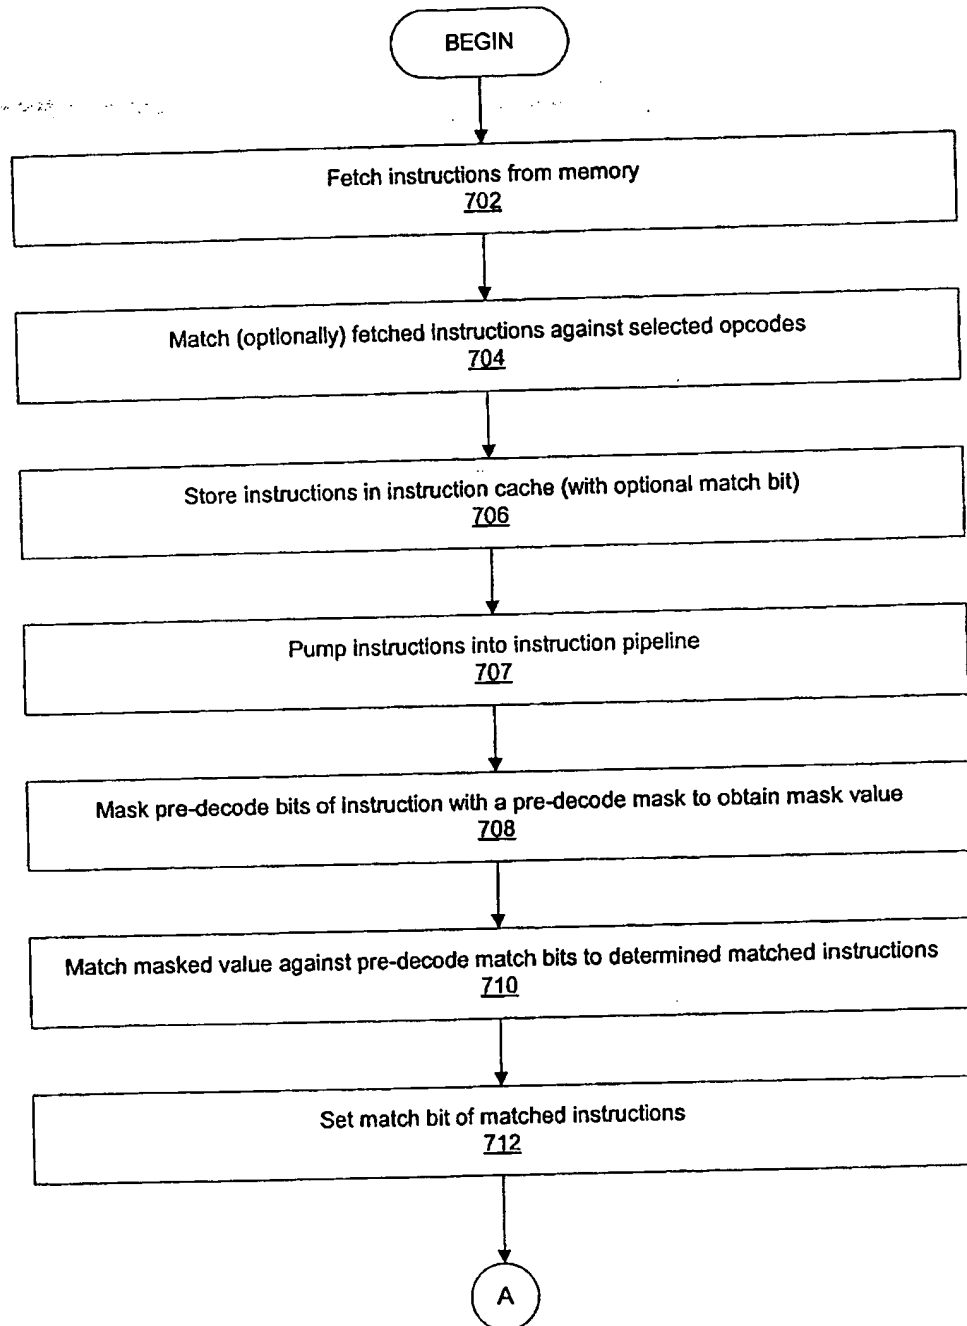 BEGIN
Fetch instructions from memory
702
Match (optionally) fetched instructions against selected opcodes
704
Store instructions in instruction cache (with optional match bit)
706
Pump instructions into instruction pipeline
707
Mask pre-decode bits of instruction with a pre-decode mask to obtain mask value
708
Match masked value against pre-decode match bits to determined matched instructions
710
Set match bit of matched instructions
712
A